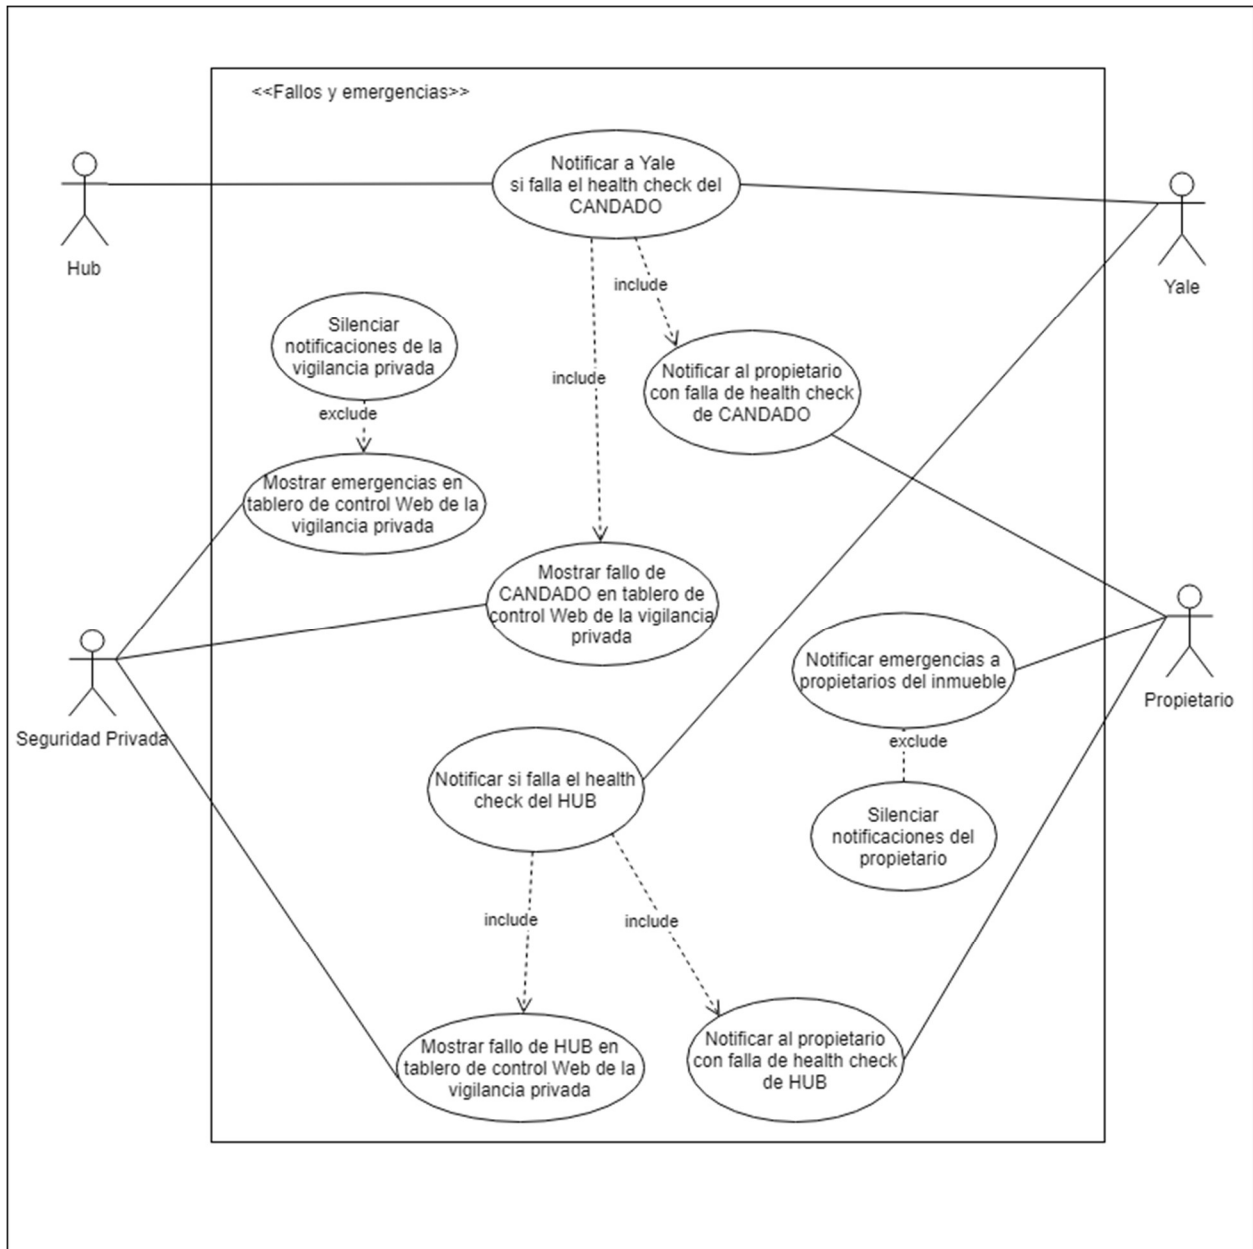 <<Fallos y emergencias>>
Notificar a Yale
si falla el health check del
CANDADO
Hub
Yale
include
Silenciar
notificaciones de la
vigilancia privada
include
Notificar al propietario
con falla de health check
de CANDADO
exclude
Mostrar emergencias en
tablero de control Web de la
vigilancia privada
Mostrar fallo de
CANDADO en tablero de
control Web de la vigilancia
privada
Seguridad Privada
Notificar emergencias a
propietarios del inmueble
Propietario
exclude
Notificar si falla el health
check del HUB
Silenciar
notificaciones del
propietario
include
include
Mostrar fallo de HUB en
tablero de control Web de la
vigilancia privada
Notificar al propietario
con falla de health check
de HUB